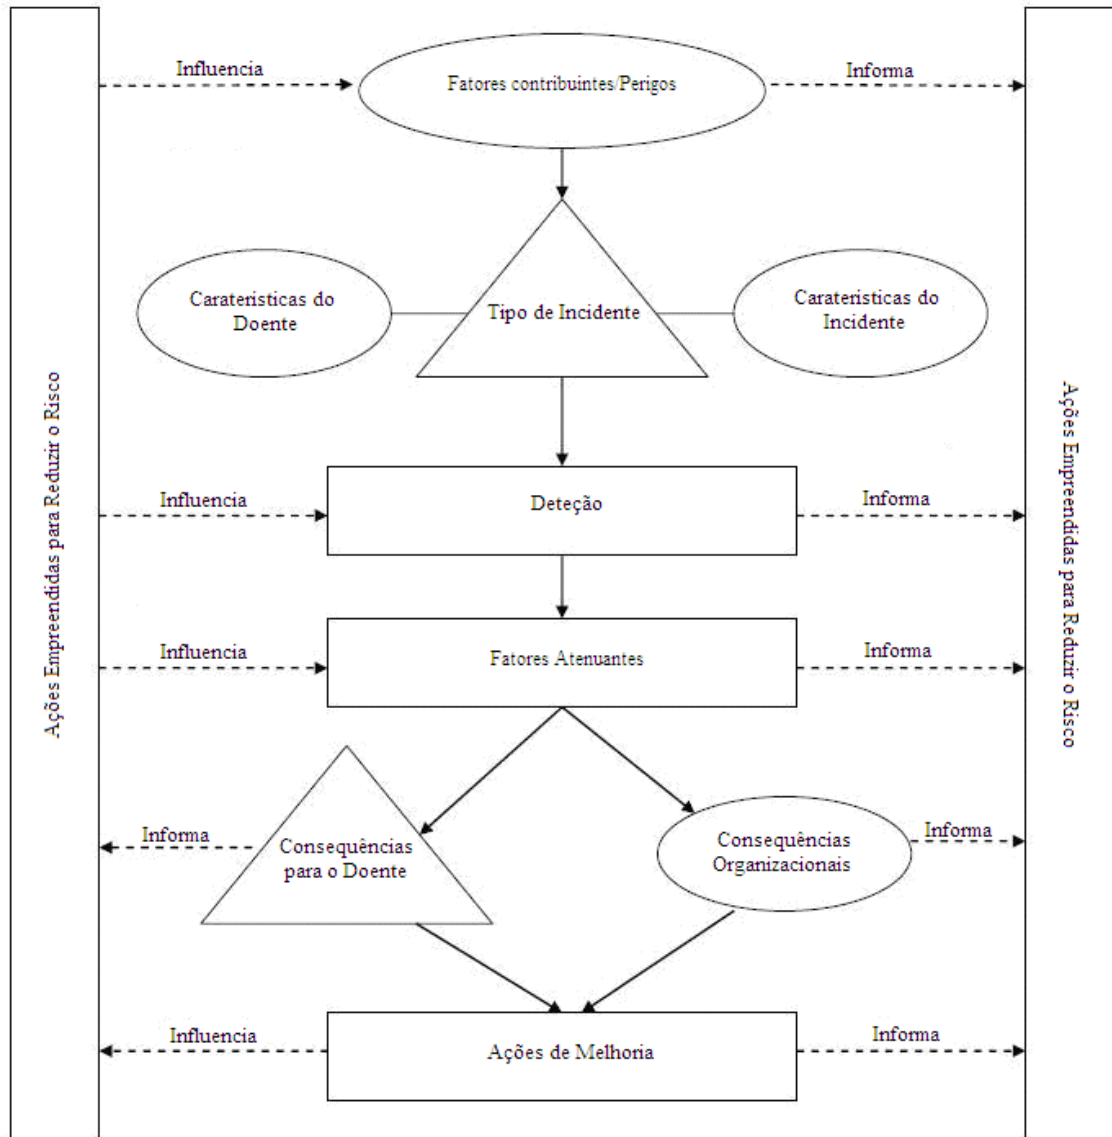 Influencia
Fatores contribuintes/Perigos
Informa
Caraterísticas do
Doente
Tipo de Incidente
Caraterísticas do
Incidente
Ações Empreendidas para Reduzir o Risco
Ações Empreendidas para Reduzir o Risco
Influencia
Deteção
Informa
Influencia
Fatores Atenuantes
Informa
Informa
Consequências
para o Doente
Consequências
Organizacionais
Informa
Influencia
Ações de Melhoria
Informa